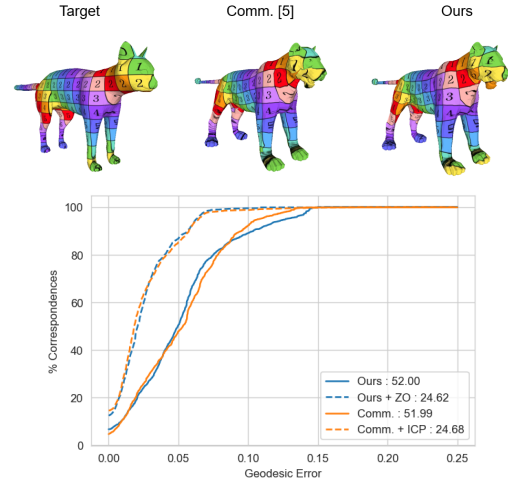 Target Comm. [5] Ours
100
80
60
40
20
0
% Correspondences
Ours : 52.00
Ours + ZO : 24.62
Comm. : 51.99
Comm. + ICP : 24.68
0.00 0.05 0.10 0.15 0.20 0.25
Geodesic Error